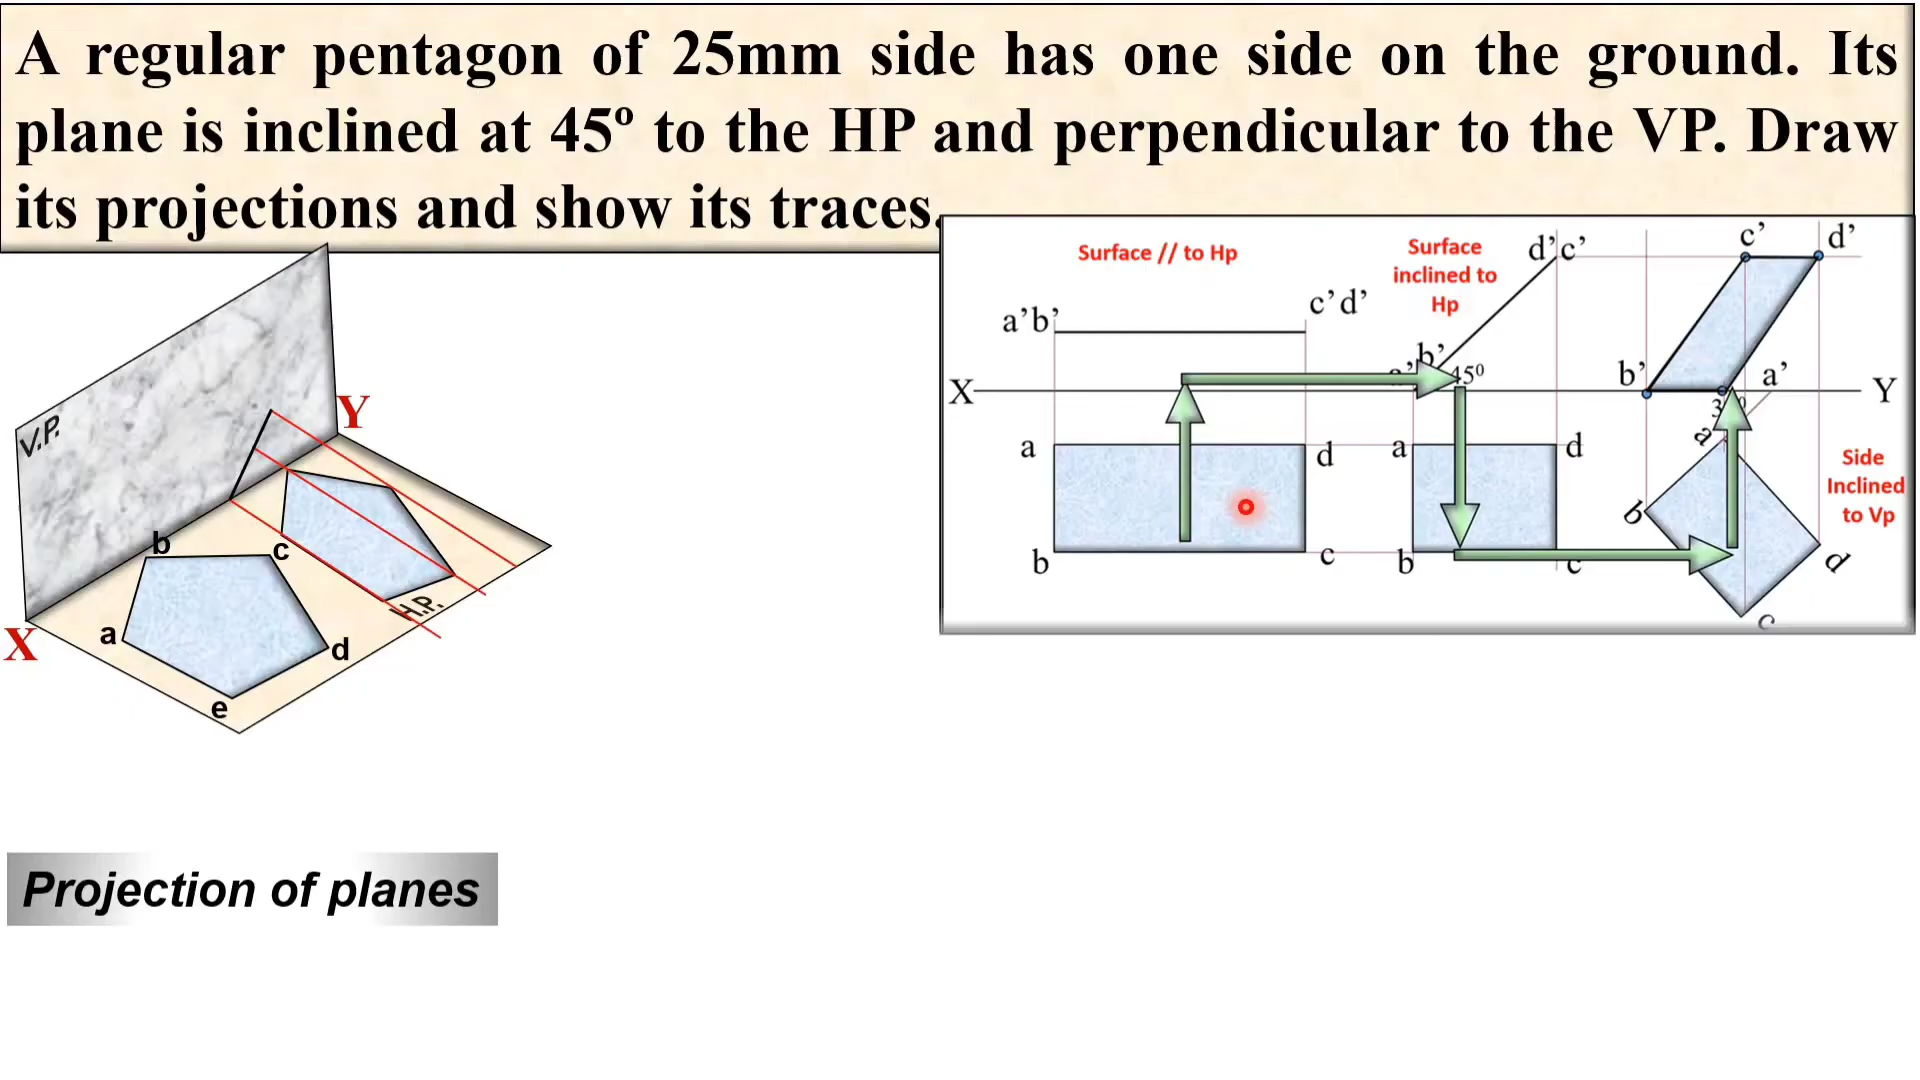 A regular pentagon of 25mm side has one side on the ground. Its
plane is inclined at 45º to the HP and perpendicular to the VP. Draw
its projections and show its traces.
V.P.
Y
b
c
a
d
e
H.P.
X
Surface // to Hp
Surface
inclined to
Hp
d’c’
c’
d’
a’b’
c’d’
b’
45⁰
b’
a’
X
Y
a
d
a
d
a
Side
Inclined
to Vp
b
c
b
c
b
d
c
Projection of planes